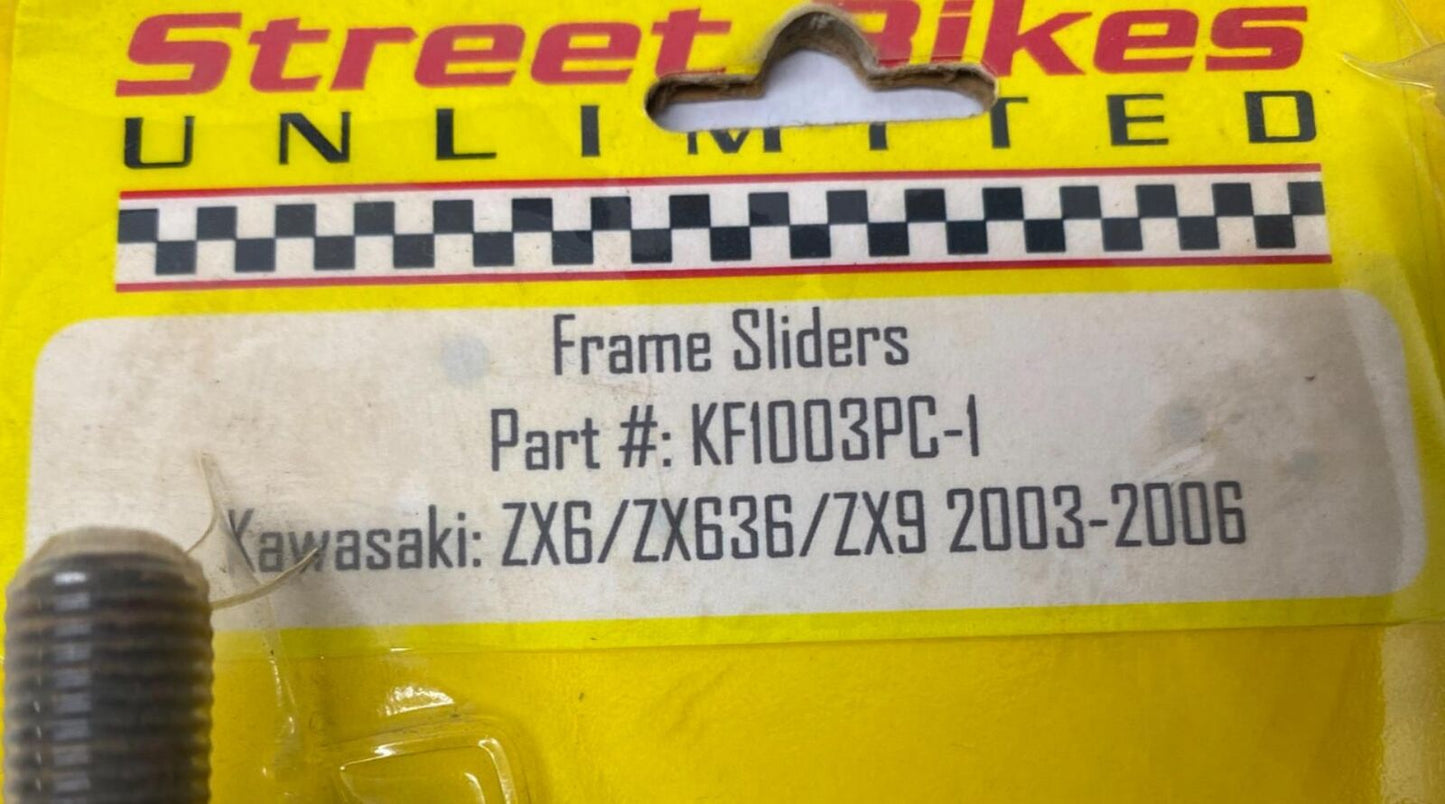 Street Bikes
UNLIMITED
Frame Sliders
Part #: KF1003PC-1
Kawasaki: ZX6/ZX636/ZX9 2003-2006